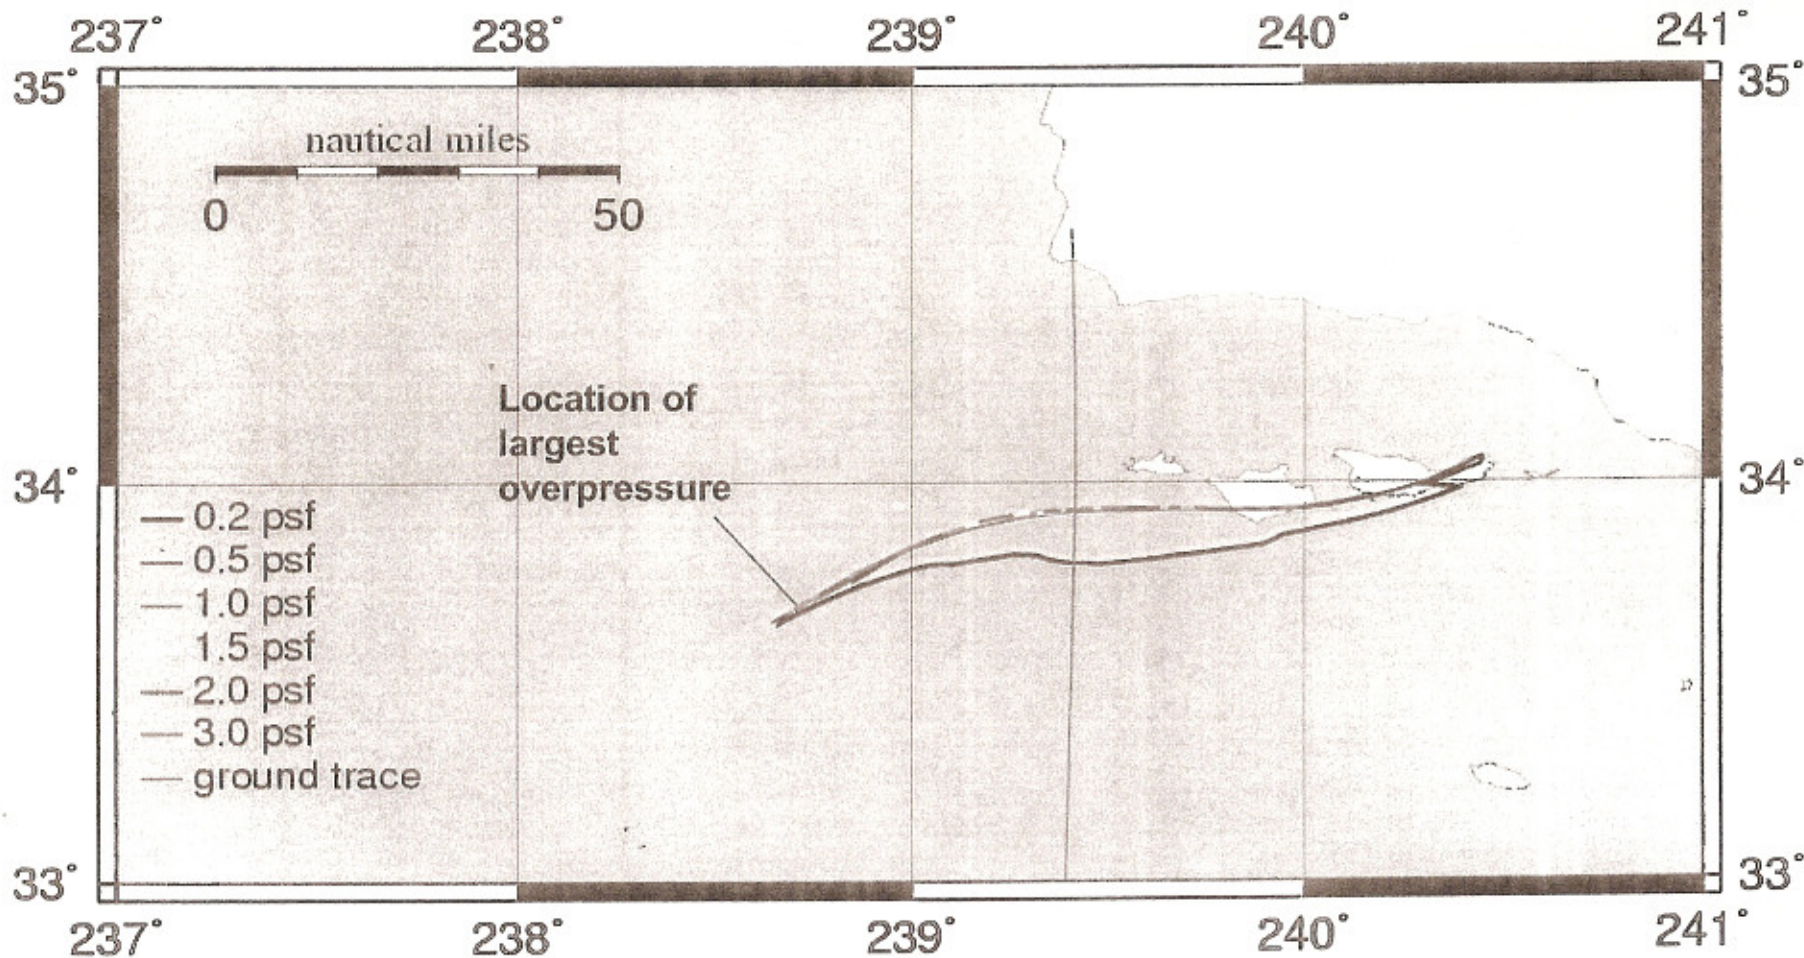 237° 238° 239° 240° 241°
35° 35°
nautical miles
0 50
Location of
largest
overpressure
34° 34°
0.2 psf
0.5 psf
1.0 psf
1.5 psf
2.0 psf
3.0 psf
ground trace
33° 33°
237° 238° 239° 240° 241°